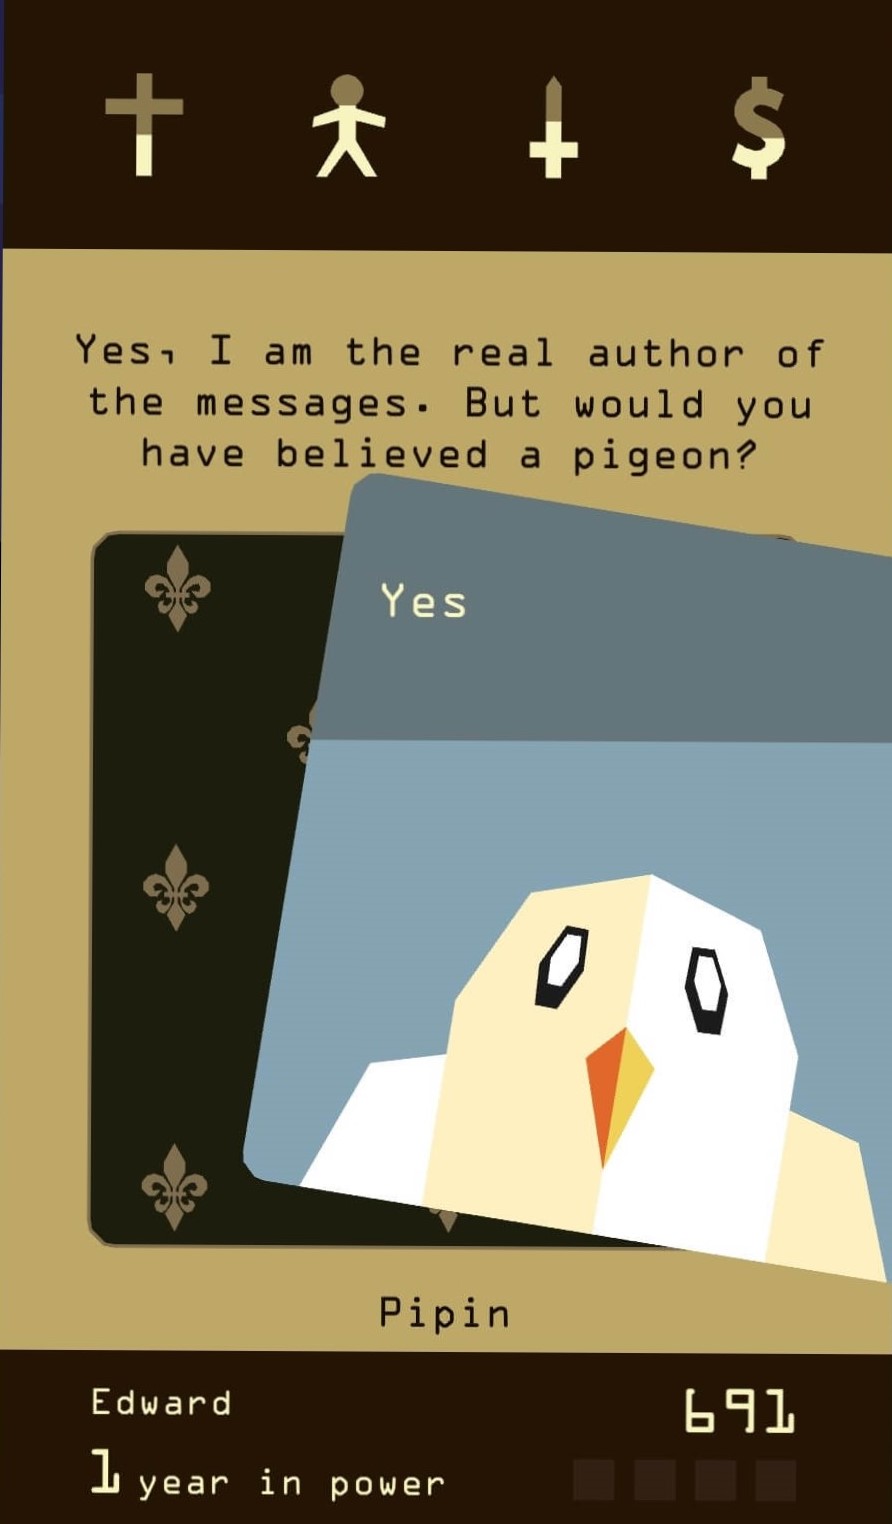 Yes, I am the real author of
the messages. But would you
have believed a pigeon?
Yes
Pipin
Edward
691
1 year in power